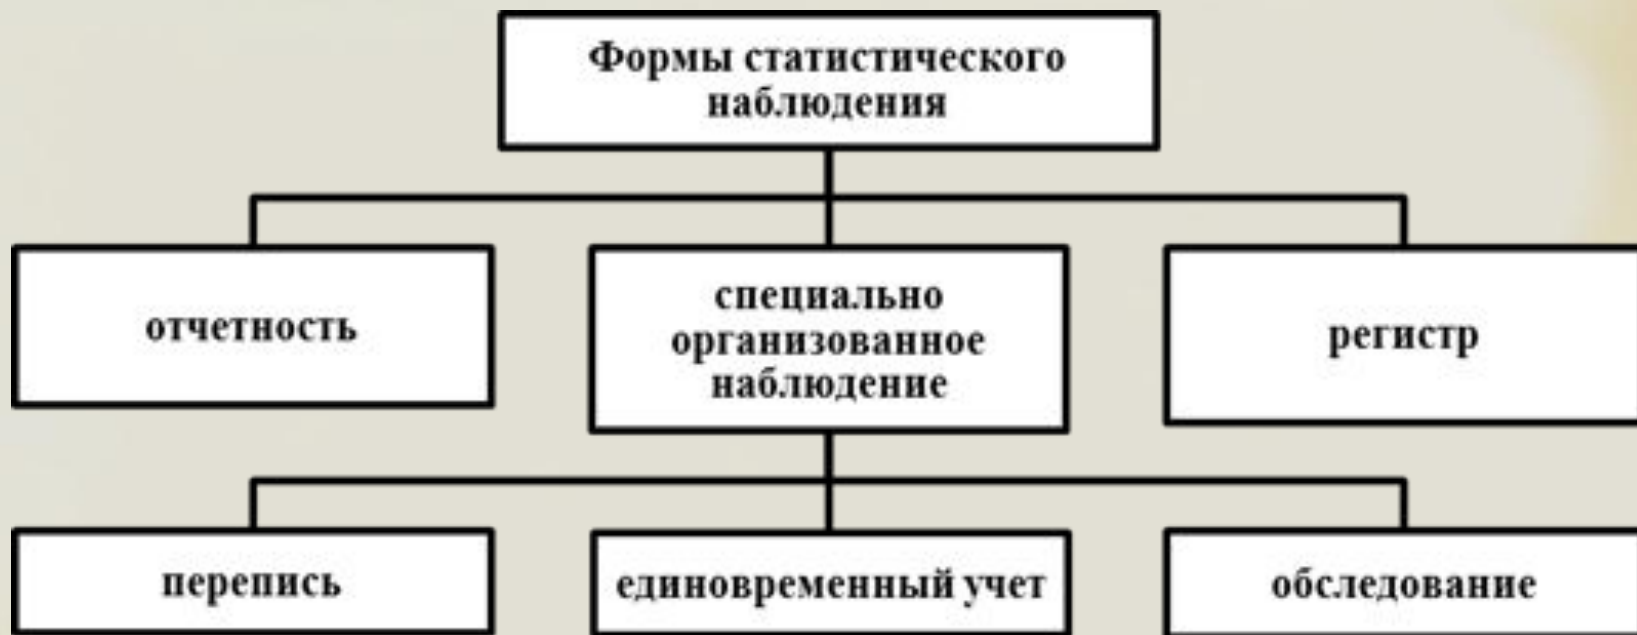 Формы статистического
наблюдения
отчетность
специально
организованное
наблюдение
регистр
перепись
единовременный учет
обследование